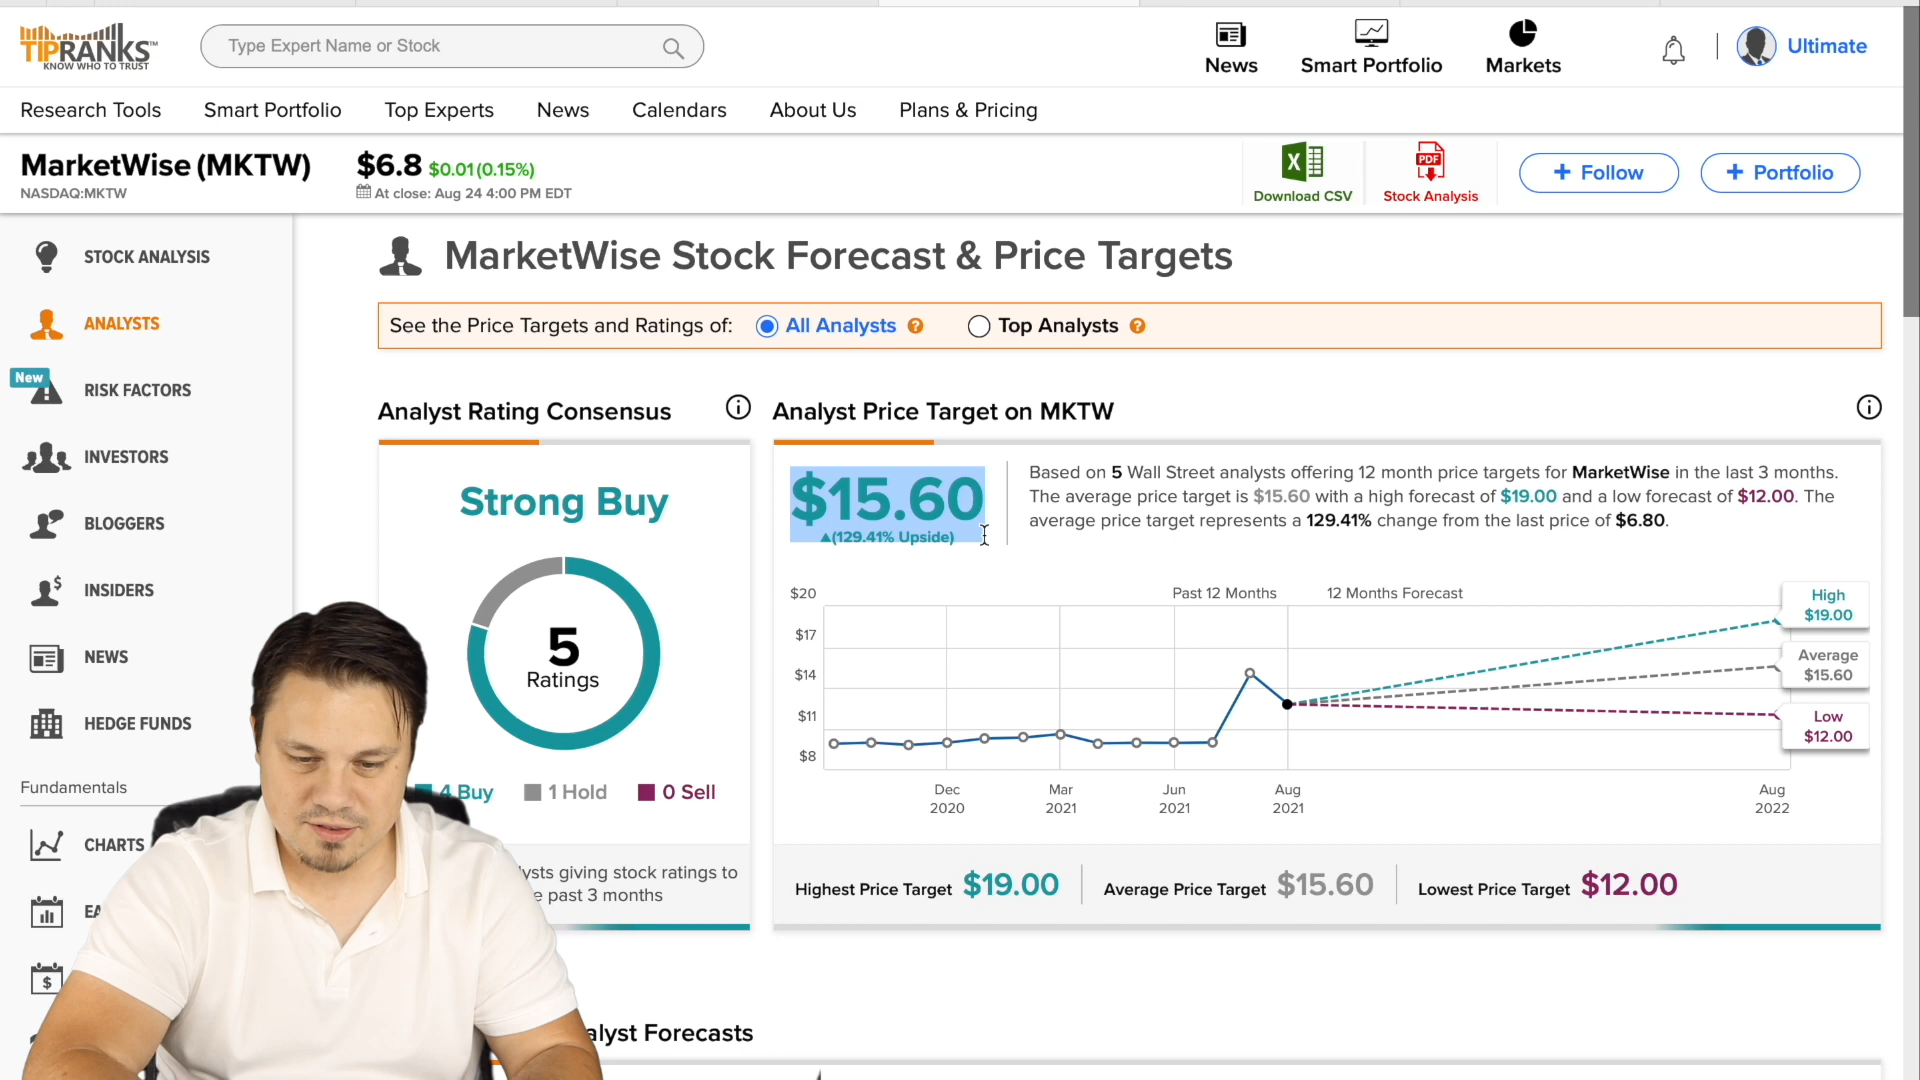 TIPRANKS™
KNOW WHO TO TRUST
Type Expert Name or Stock
News
Smart Portfolio
Markets
Ultimate
Research Tools
Smart Portfolio
Top Experts
News
Calendars
About Us
Plans & Pricing
MarketWise (MKTW)
NASDAQ:MKTW
$6.8 $0.01 (0.15%)
At close: Aug 24 4:00 PM EDT
X
Download CSV
PDF
Stock Analysis
+ Follow
+ Portfolio
STOCK ANALYSIS
ANALYSTS
New
RISK FACTORS
INVESTORS
BLOGGERS
INSIDERS
NEWS
HEDGE FUNDS
Fundamentals
CHARTS
EA
MarketWise Stock Forecast & Price Targets
See the Price Targets and Ratings of:
All Analysts ?
Top Analysts ?
Analyst Rating Consensus
Strong Buy
5
Ratings
4 Buy
1 Hold
0 Sell
ysts giving stock ratings to
e past 3 months
Analyst Price Target on MKTW
$15.60
▲(129.41% Upside)
Based on 5 Wall Street analysts offering 12 month price targets for MarketWise in the last 3 months.
The average price target is $15.60 with a high forecast of $19.00 and a low forecast of $12.00. The
average price target represents a 129.41% change from the last price of $6.80.
Past 12 Months
12 Months Forecast
$20
$17
$14
$11
$8
High
$19.00
Average
$15.60
Low
$12.00
Dec
2020
Mar
2021
Jun
2021
Aug
2021
Aug
2022
Highest Price Target $19.00
Average Price Target $15.60
Lowest Price Target $12.00
alyst Forecasts